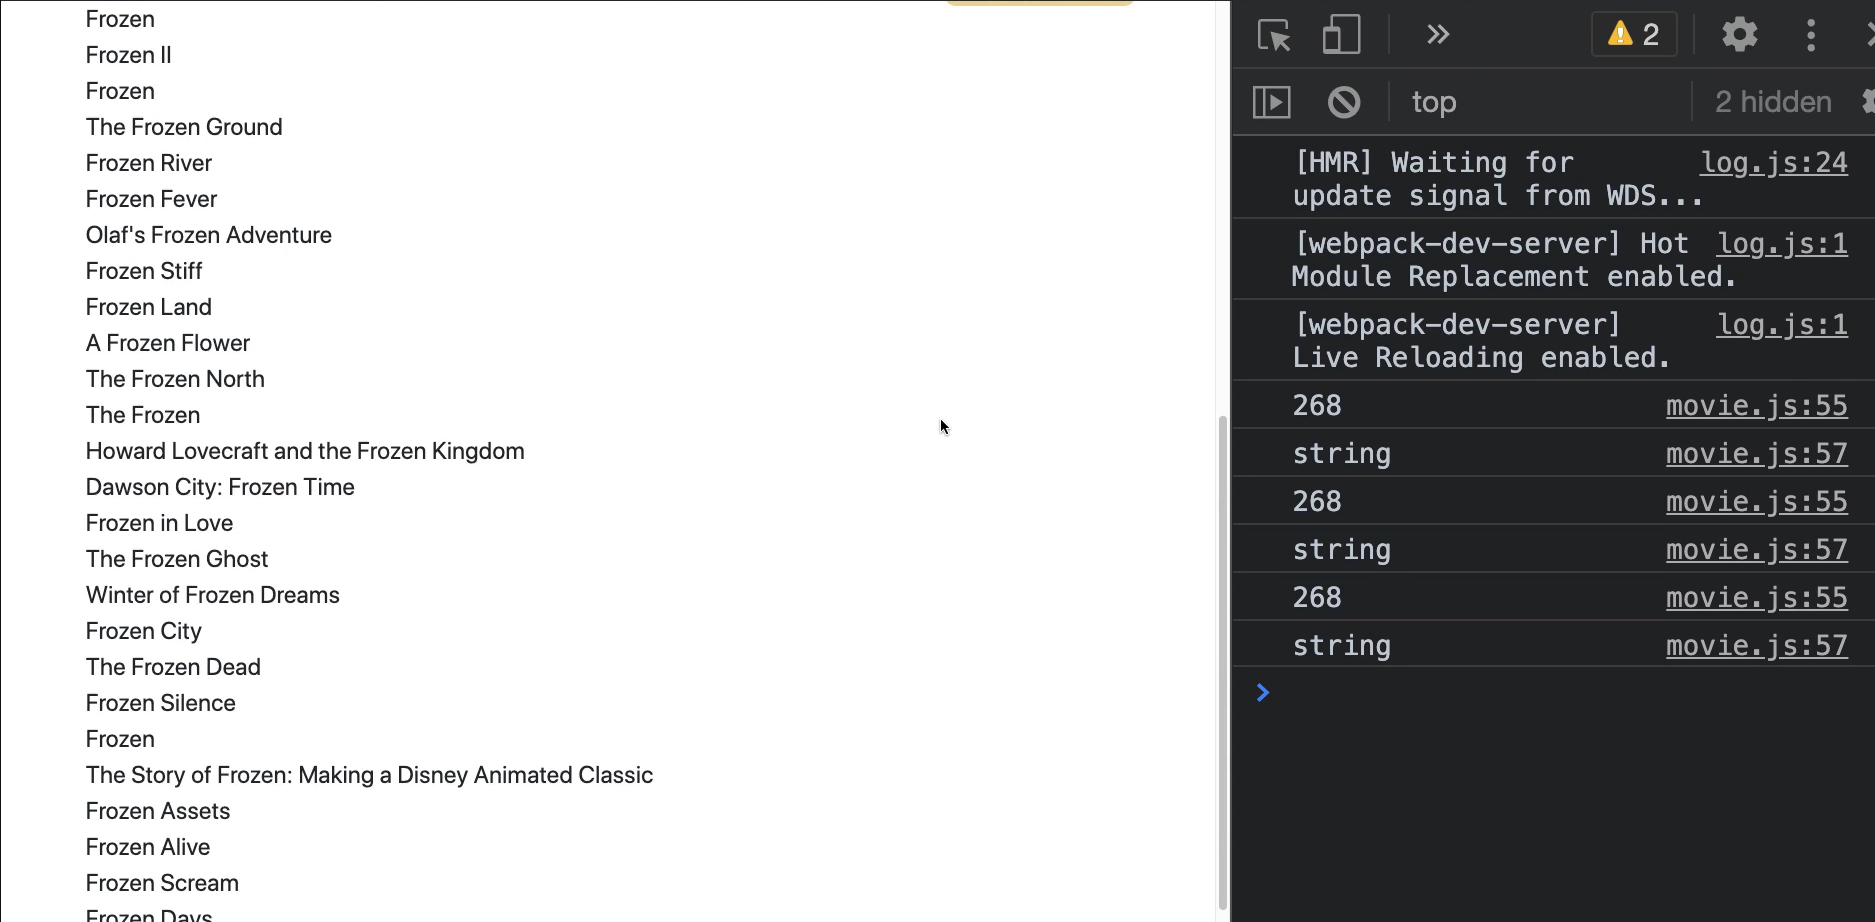 Frozen
Frozen II
Frozen
The Frozen Ground
Frozen River
Frozen Fever
Olaf's Frozen Adventure
Frozen Stiff
Frozen Land
A Frozen Flower
The Frozen North
The Frozen
Howard Lovecraft and the Frozen Kingdom
Dawson City: Frozen Time
Frozen in Love
The Frozen Ghost
Winter of Frozen Dreams
Frozen City
The Frozen Dead
Frozen Silence
Frozen
The Story of Frozen: Making a Disney Animated Classic
Frozen Assets
Frozen Alive
Frozen Scream
Frozen Days
2
top 2 hidden
[HMR] Waiting for log.js:24
update signal from WDS...
[webpack-dev-server] Hot log.js:1
Module Replacement enabled.
[webpack-dev-server] log.js:1
Live Reloading enabled.
268 movie.js:55
string movie.js:57
268 movie.js:55
string movie.js:57
268 movie.js:55
string movie.js:57